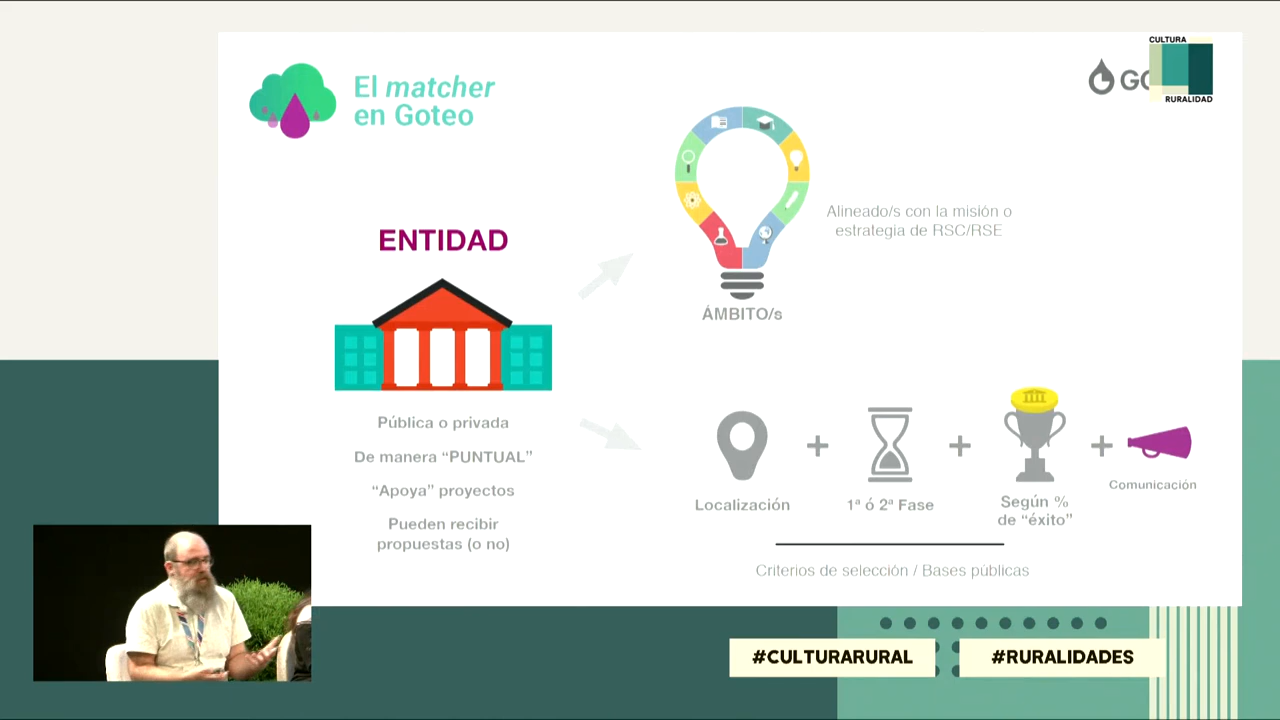 El matcher
en Goteo
CULTURA
RURALIDAD
ENTIDAD
Pública o privada
De manera “PUNTUAL”
“Apoya” proyectos
Pueden recibir
propuestas (o no)
Alineado/s con la misión o
estrategia de RSC/RSE
ÁMBITO/s
Localización
1ª ó 2ª Fase
Según %
de “éxito”
Comunicación
Criterios de selección / Bases públicas
#CULTURARURAL
#RURALIDADES